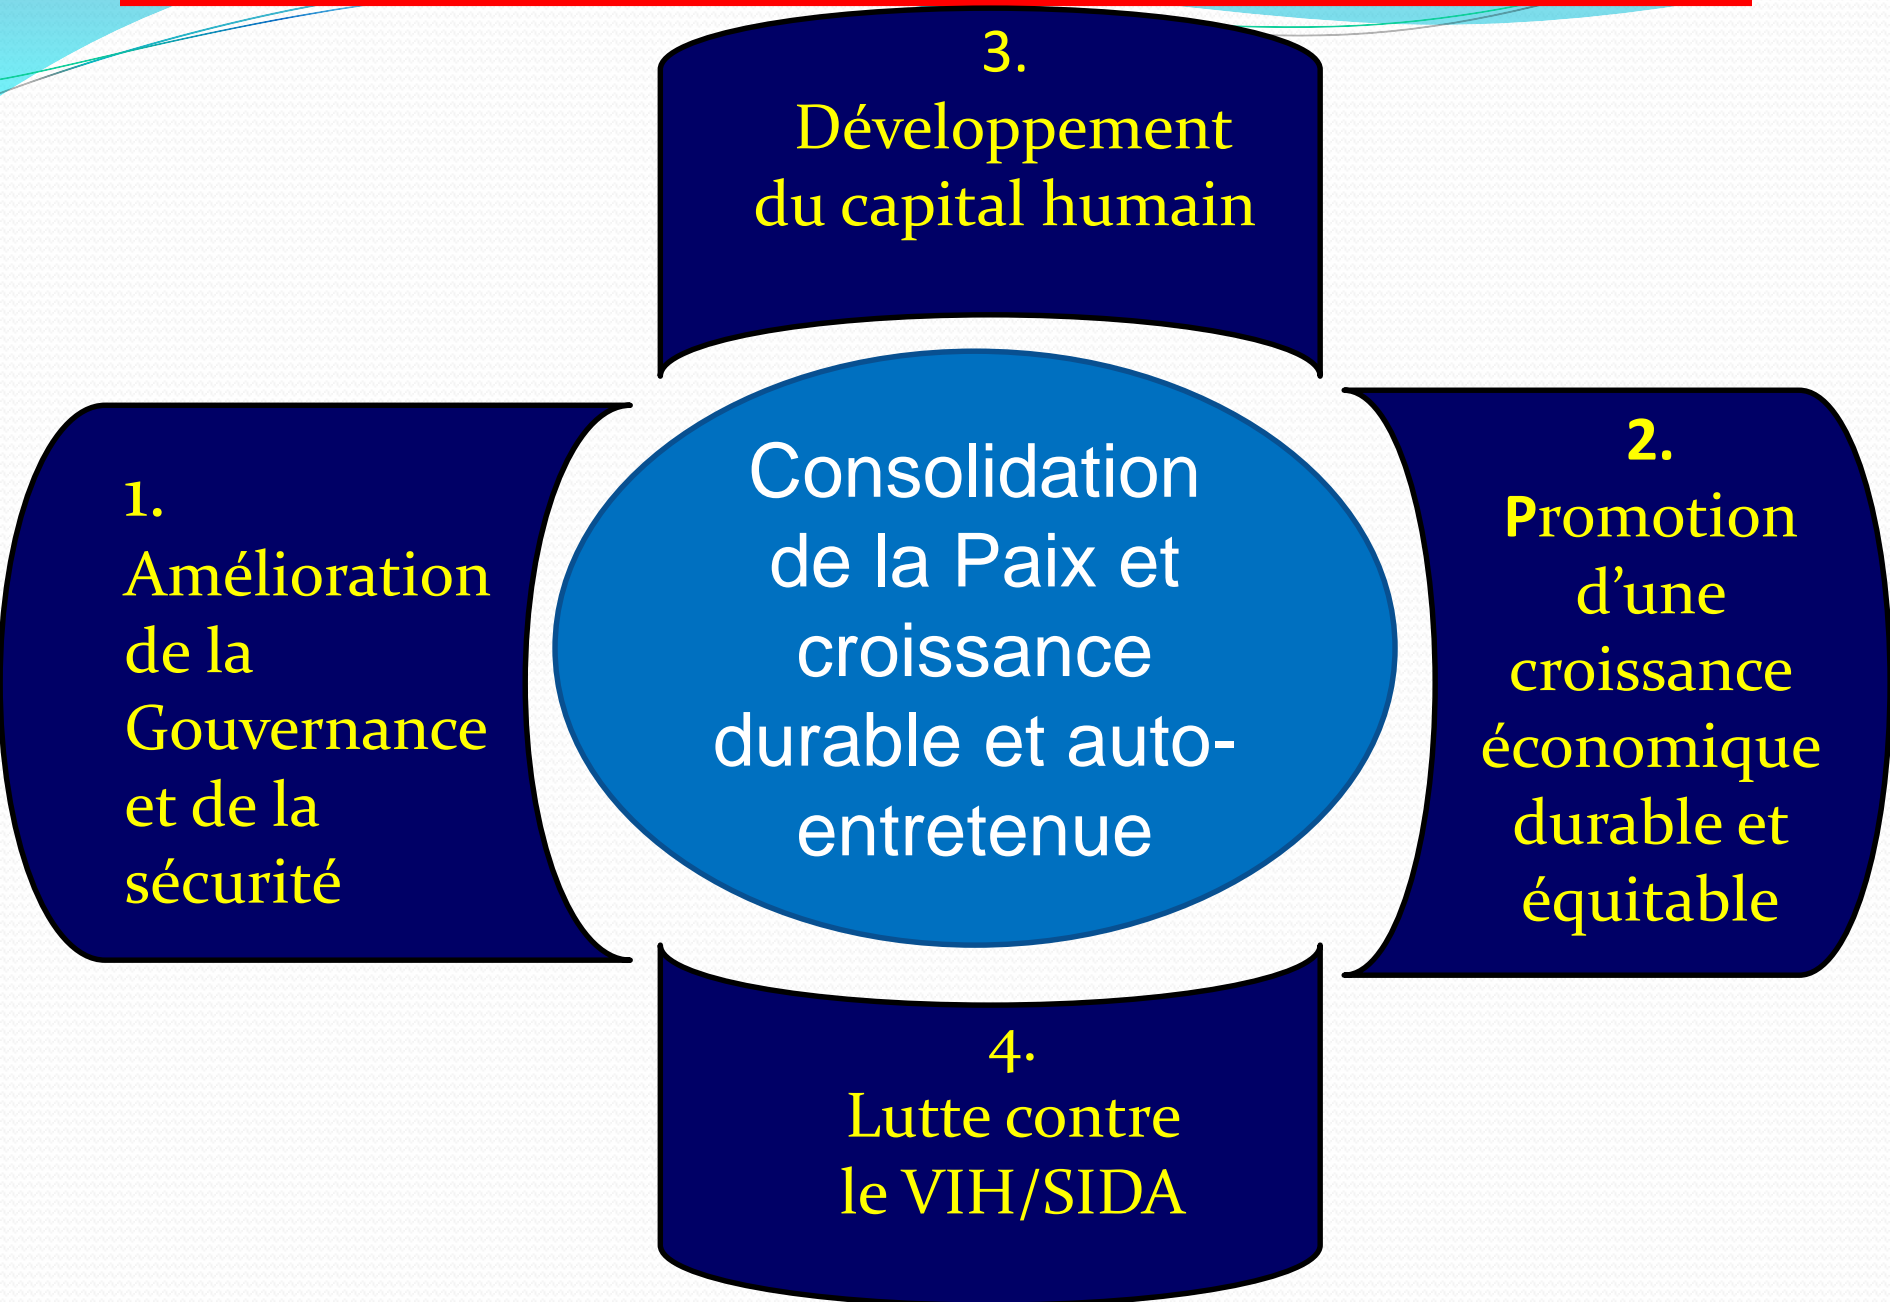 3.
Développement
du capital humain
1.
Amélioration
de la
Gouvernance
et de la
sécurité
Consolidation
de la Paix et
croissance
durable et auto-
entretenue
2.
Promotion
d’une
croissance
économique
durable et
équitable
4.
Lutte contre
le VIH/SIDA